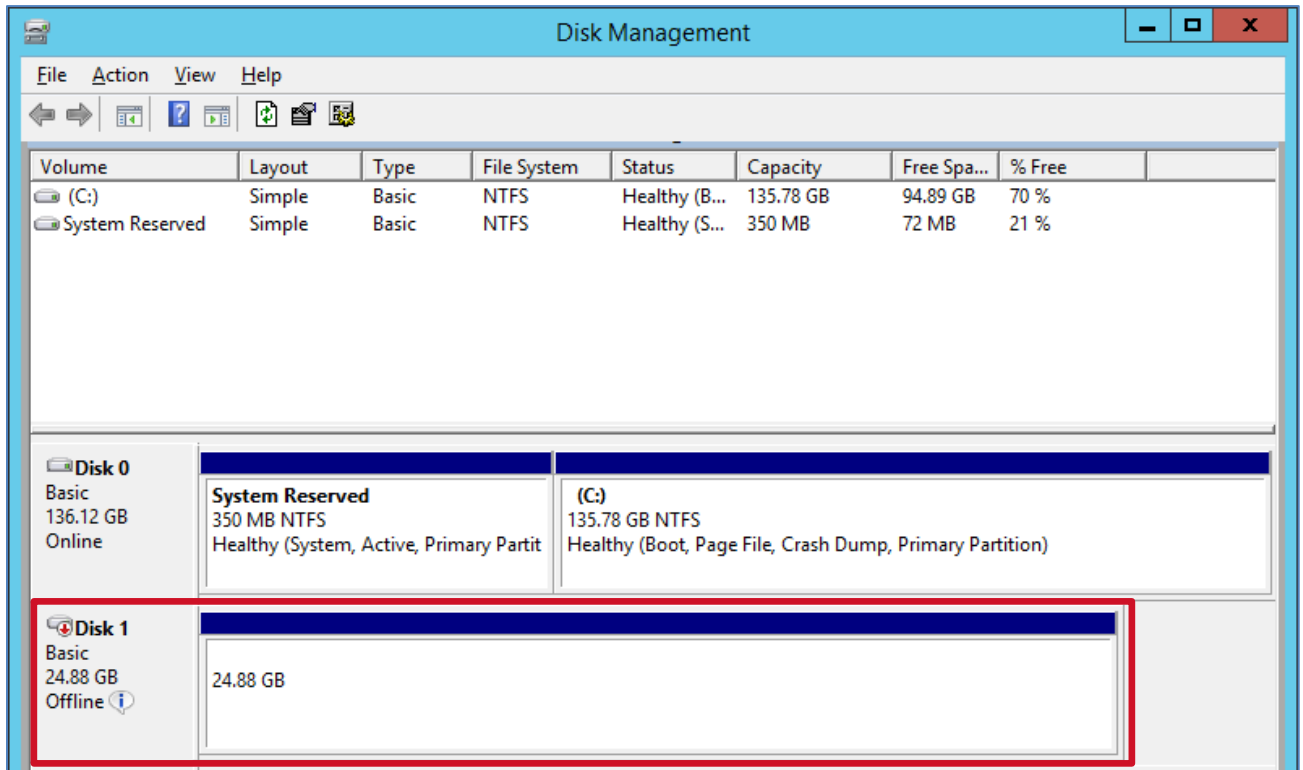 Disk Management
File Action View Help
Volume Layout Type File System Status Capacity Free Spa... % Free
(C:) Simple Basic NTFS Healthy (B... 135.78 GB 94.89 GB 70 %
System Reserved Simple Basic NTFS Healthy (S... 350 MB 72 MB 21 %
Disk 0
Basic
136.12 GB
Online
System Reserved
350 MB NTFS
Healthy (System, Active, Primary Partit
(C:)
135.78 GB NTFS
Healthy (Boot, Page File, Crash Dump, Primary Partition)
Disk 1
Basic
24.88 GB
Offline
24.88 GB